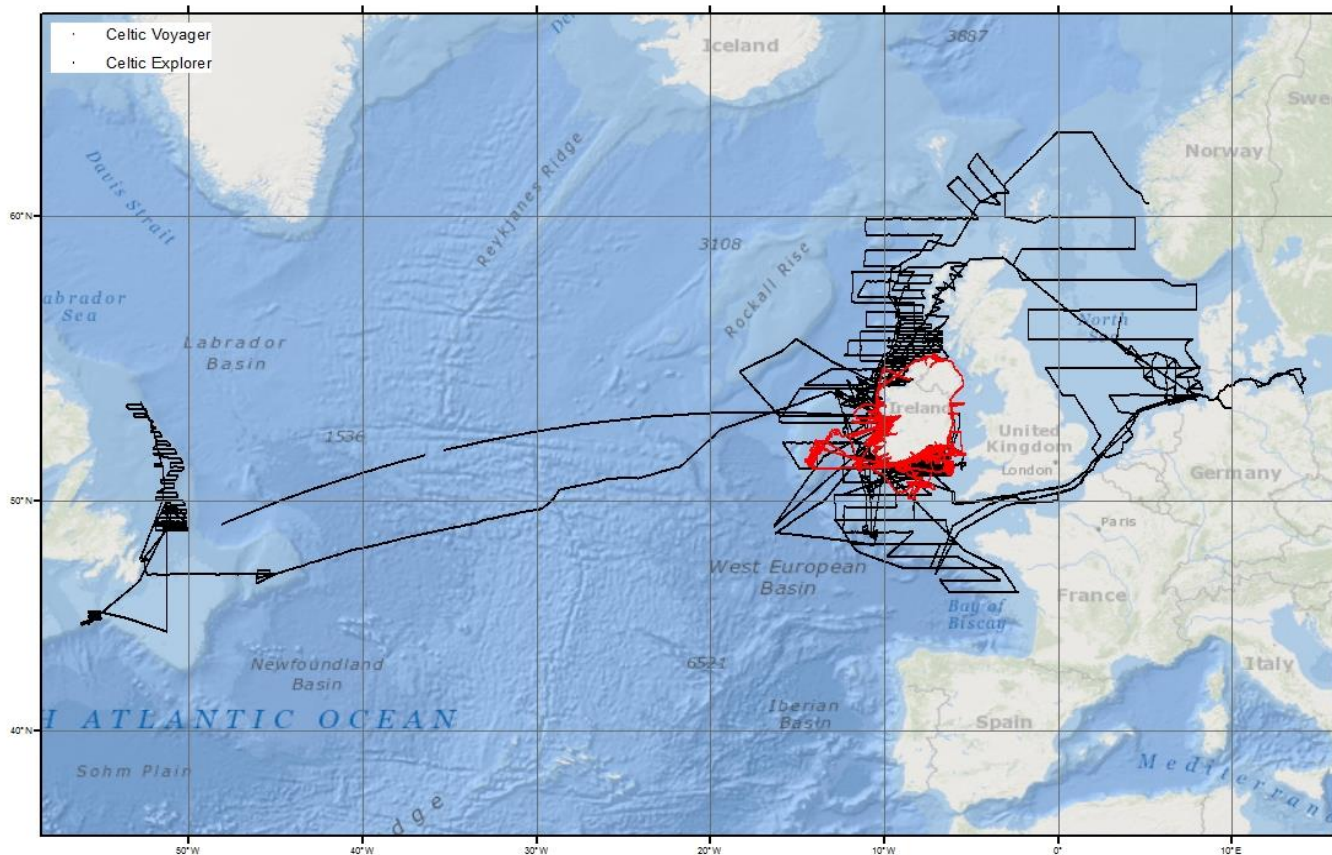 Celtic Voyager
Celtic Explorer
Iceland
3887
Norway
Swe
Davis Strait
60°N
Reykjanes Ridge
3108
Rockall Rise
abrador
Sea
Labrador
Basin
North
Ireland
United
Kingdom
London
1536
Germany
50°N
Paris
West European
Basin
France
Bay of
Biscay
Newfoundland
Basin
6521
Italy
H ATLANTIC OCEAN
Iberian
Basin
Spain
40°N
Sohm Plain
Mediterran
dge
50°W
40°W
30°W
20°W
10°W
0°
10°E